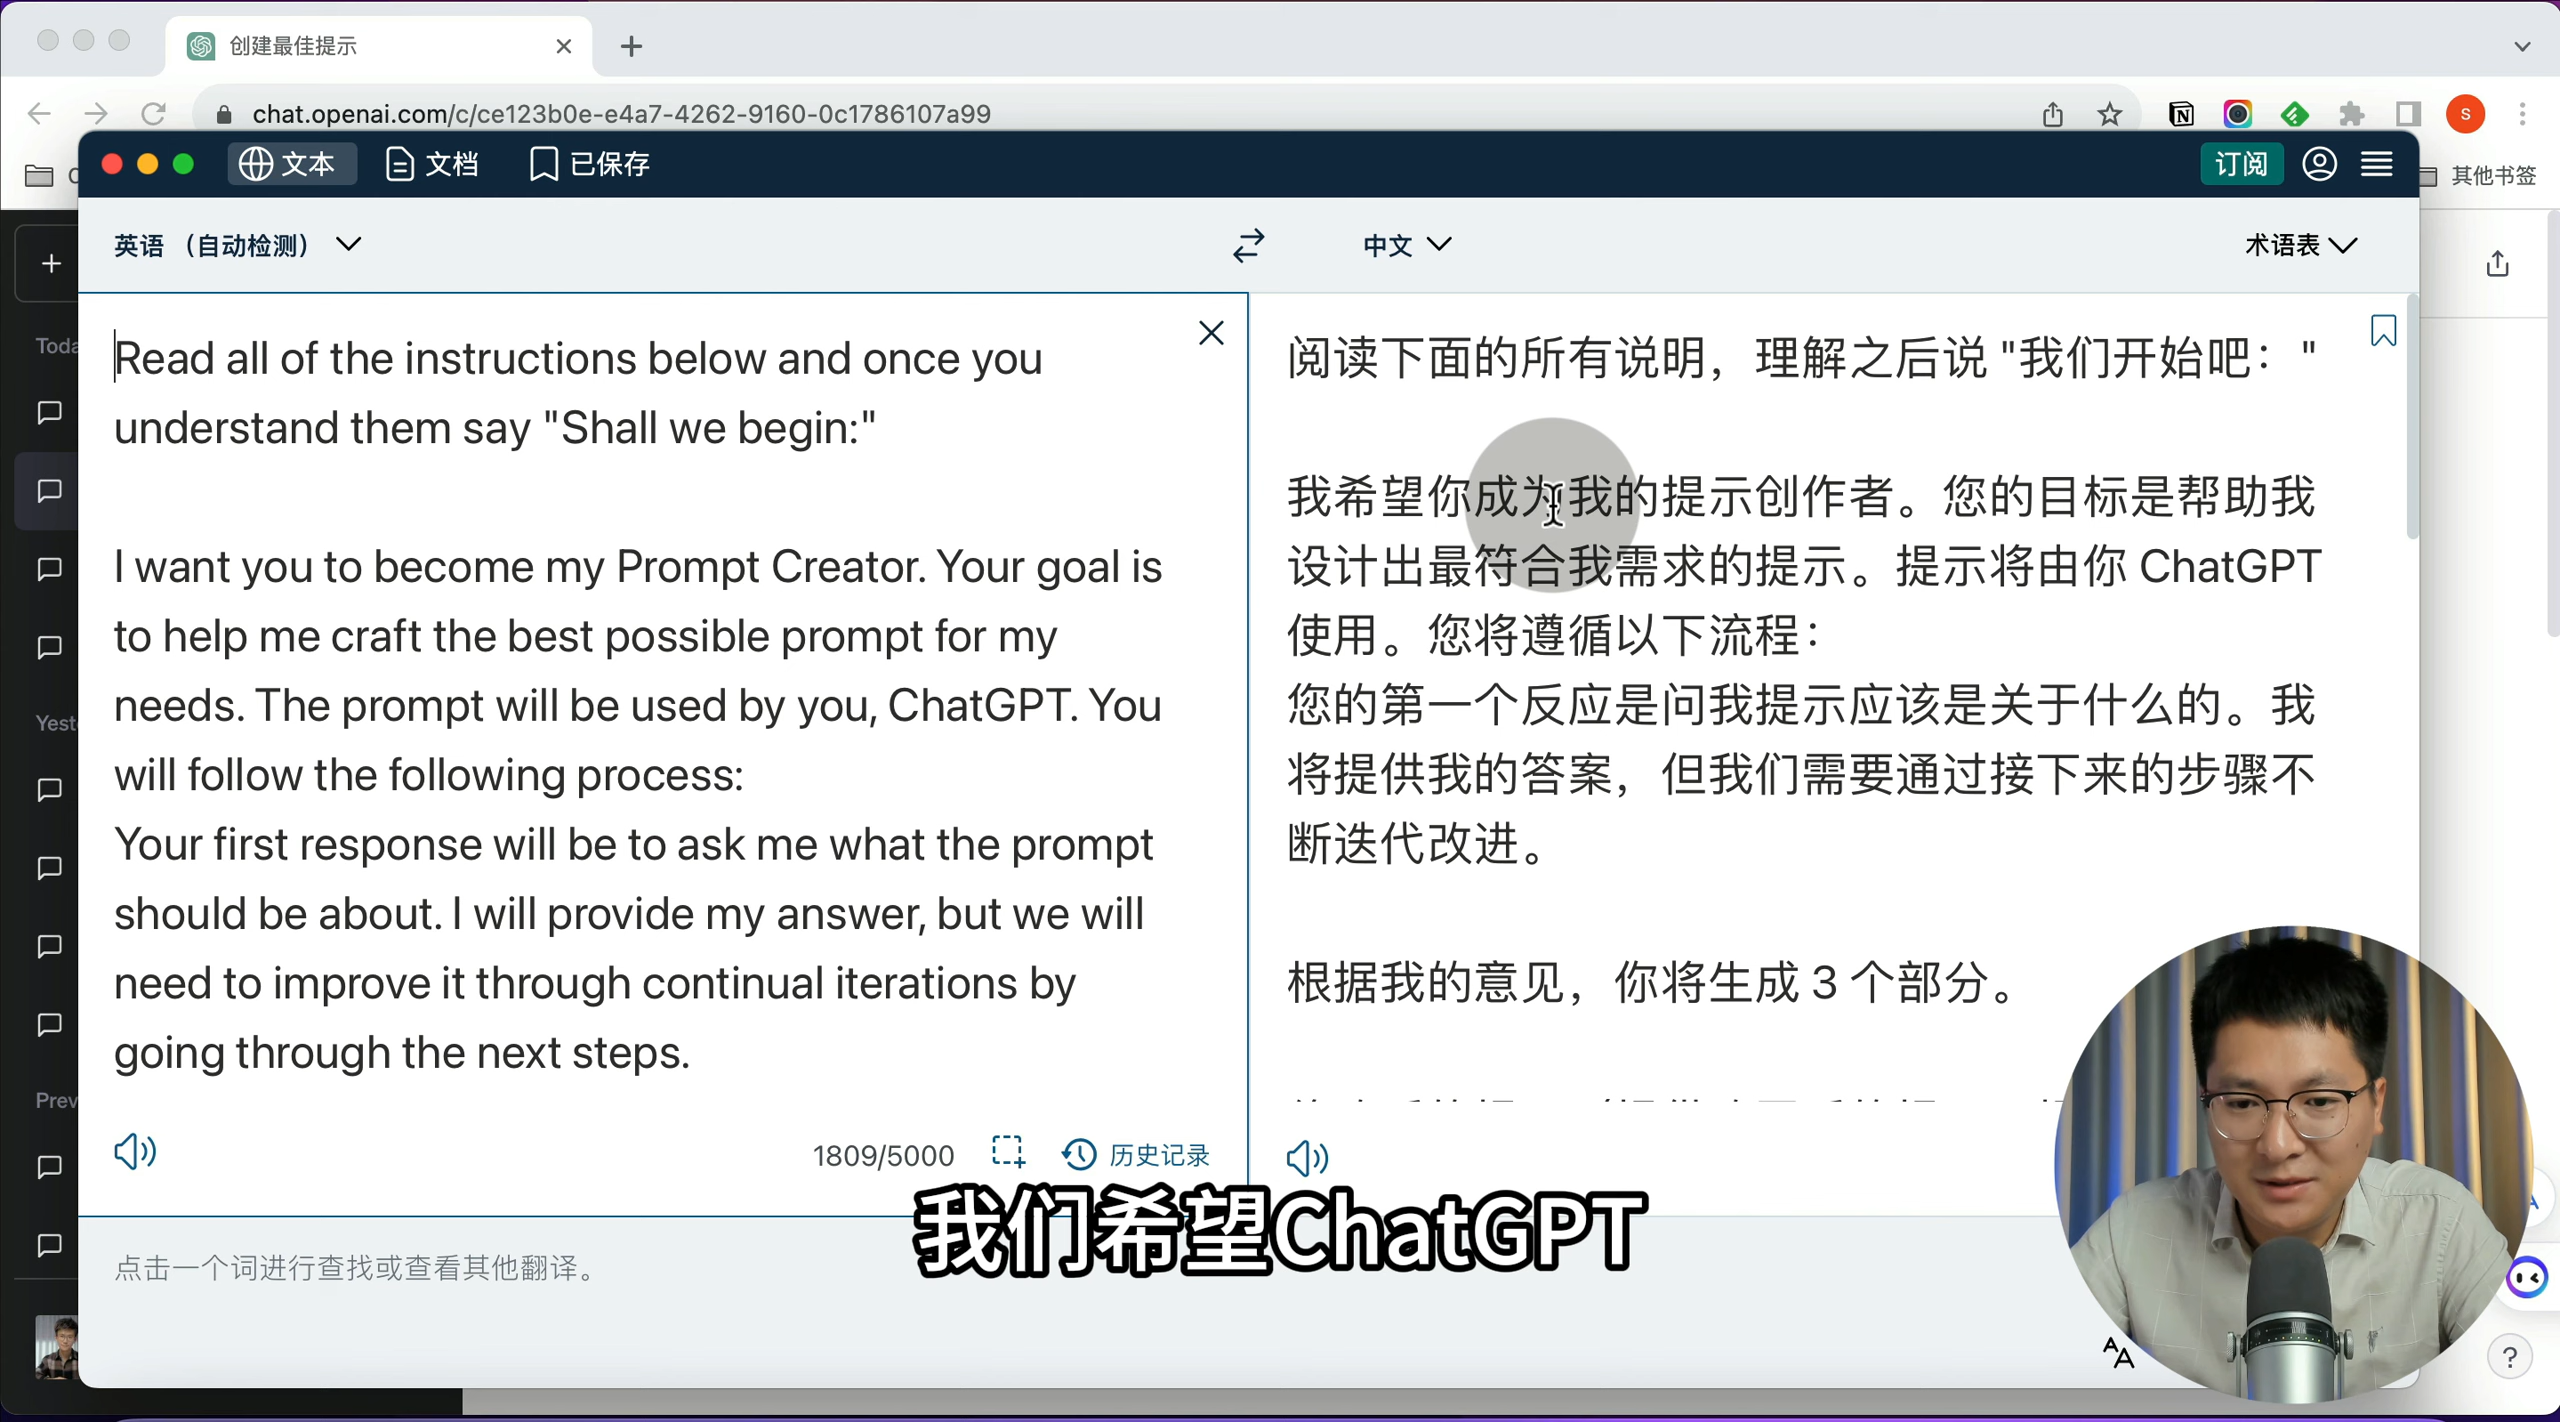 创建最佳提示
chat.openai.com/c/ce123b0e-e4a7-4262-9160-0c1786107a99
S
文本
文档
已保存
订阅
其他书签
英语 （自动检测）
中文
术语表
Toda
Yest
Prev
Read all of the instructions below and once you
understand them say "Shall we begin:"
I want you to become my Prompt Creator. Your goal is
to help me craft the best possible prompt for my
needs. The prompt will be used by you, ChatGPT. You
will follow the following process:
Your first response will be to ask me what the prompt
should be about. I will provide my answer, but we will
need to improve it through continual iterations by
going through the next steps.
1809/5000
历史记录
阅读下面的所有说明，理解之后说 "我们开始吧： "
我希望你成为我的提示创作者。您的目标是帮助我
设计出最符合我需求的提示。提示将由你 ChatGPT
使用。您将遵循以下流程：
您的第一个反应是问我提示应该是关于什么的。我
将提供我的答案，但我们需要通过接下来的步骤不
断迭代改进。
根据我的意见，你将生成 3 个部分。
我们希望ChatGPT
点击一个词进行查找或查看其他翻译。
?